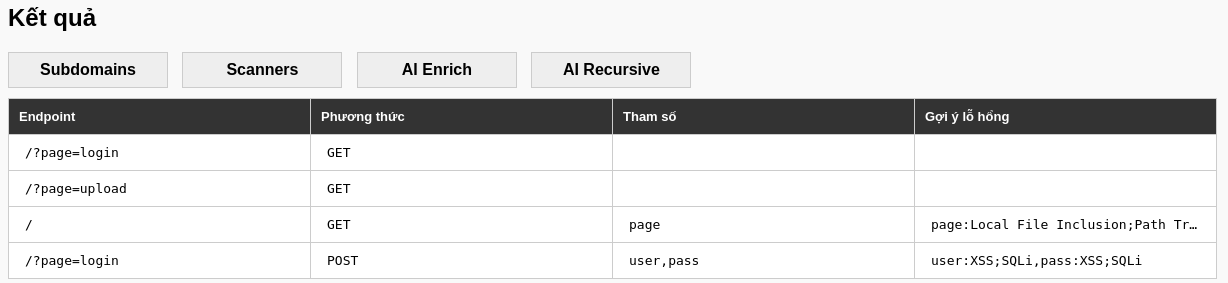 Kết quả
Subdomains Scanners AI Enrich AI Recursive
Endpoint Phương thức Tham số Gợi ý lỗ hổng
/?page=login GET
/?page=upload GET
/ GET page page:Local File Inclusion;Path Tr…
/?page=login POST user,pass user:XSS;SQLi,pass:XSS;SQLi